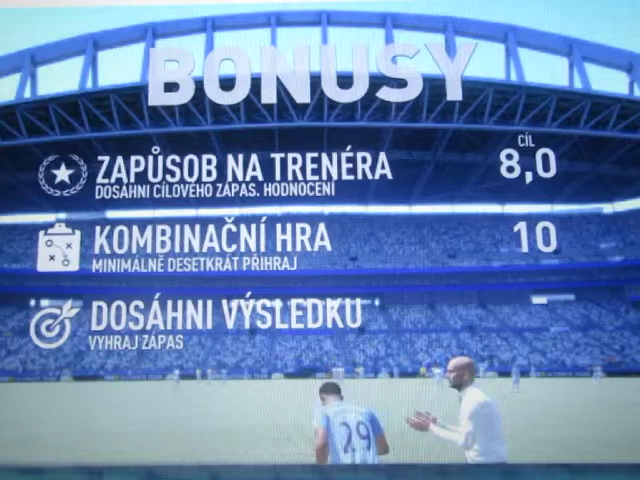 BONUSY
CÍL
ZAPŮSOB NA TRENÉRA 8,0
DOSÁHNI CÍLOVÉHO ZÁPAS. HODNOCENÍ
KOMBINAČNÍ HRA 10
MINIMÁLNĚ DESETKRÁT PŘIHRAJ
DOSÁHNI VÝSLEDKU
VYHRAJ ZÁPAS
29